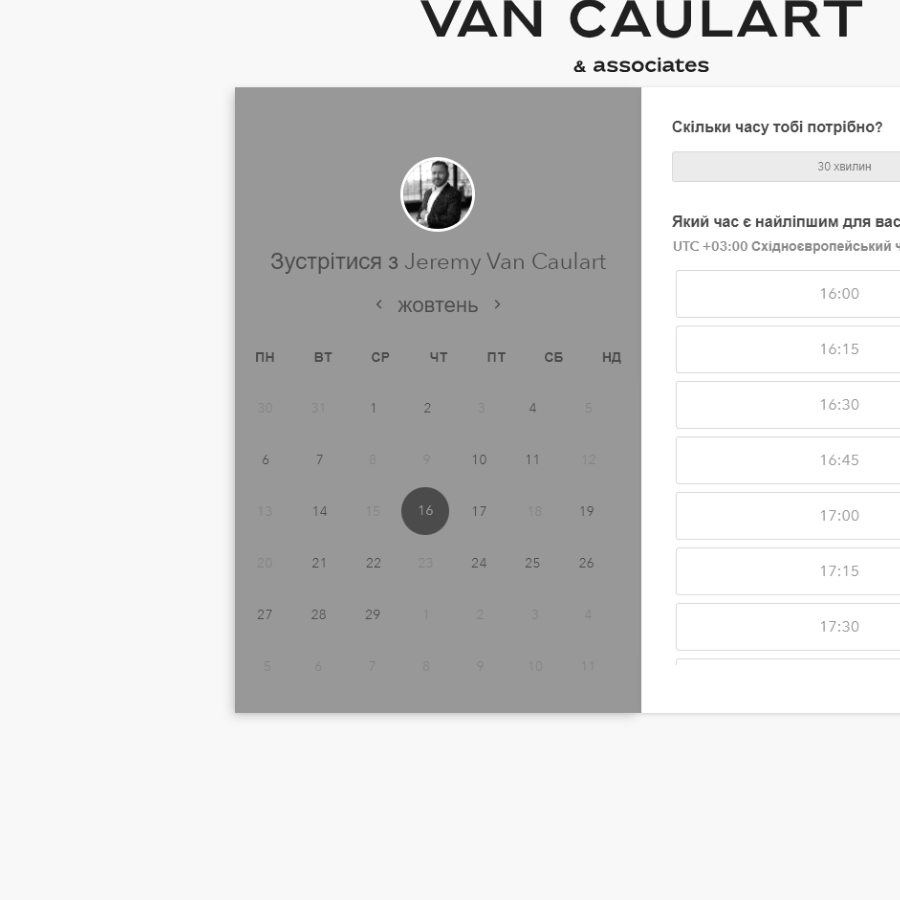 VAN CAULART
& associates
Зустрітися з Jeremy Van Caulart
жовтень
ПН ВТ СР ЧТ ПТ СБ НД
30 31 1 2 3 4 5
6 7 8 9 10 11 12
13 14 15 16 17 18 19
20 21 22 23 24 25 26
27 28 29 1 2 3 4
5 6 7 8 9 10 11
Скільки часу тобі потрібно?
30 хвилин
Який час є найліпшим для вас
UTC +03:00 Східноєвропейський
16:00
16:15
16:30
16:45
17:00
17:15
17:30